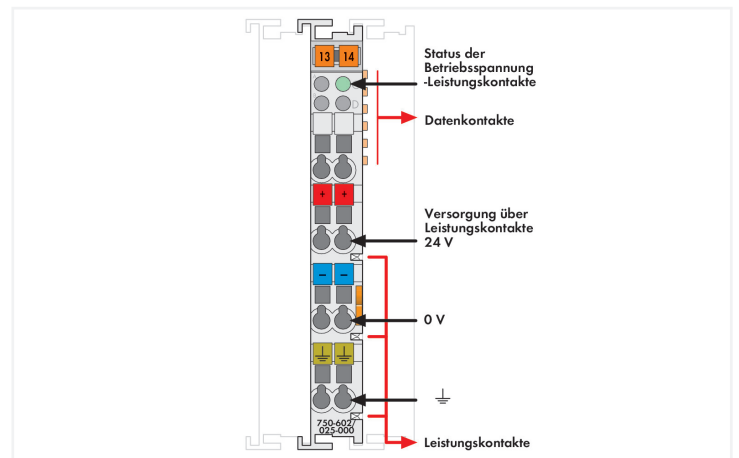 13 14
Status der
Betriebsspannung
-Leistungskontakte
Datenkontakte
+ +
Versorgung über
Leistungskontakte
24 V
– –
0 V
750-602/
025-000
Leistungskontakte